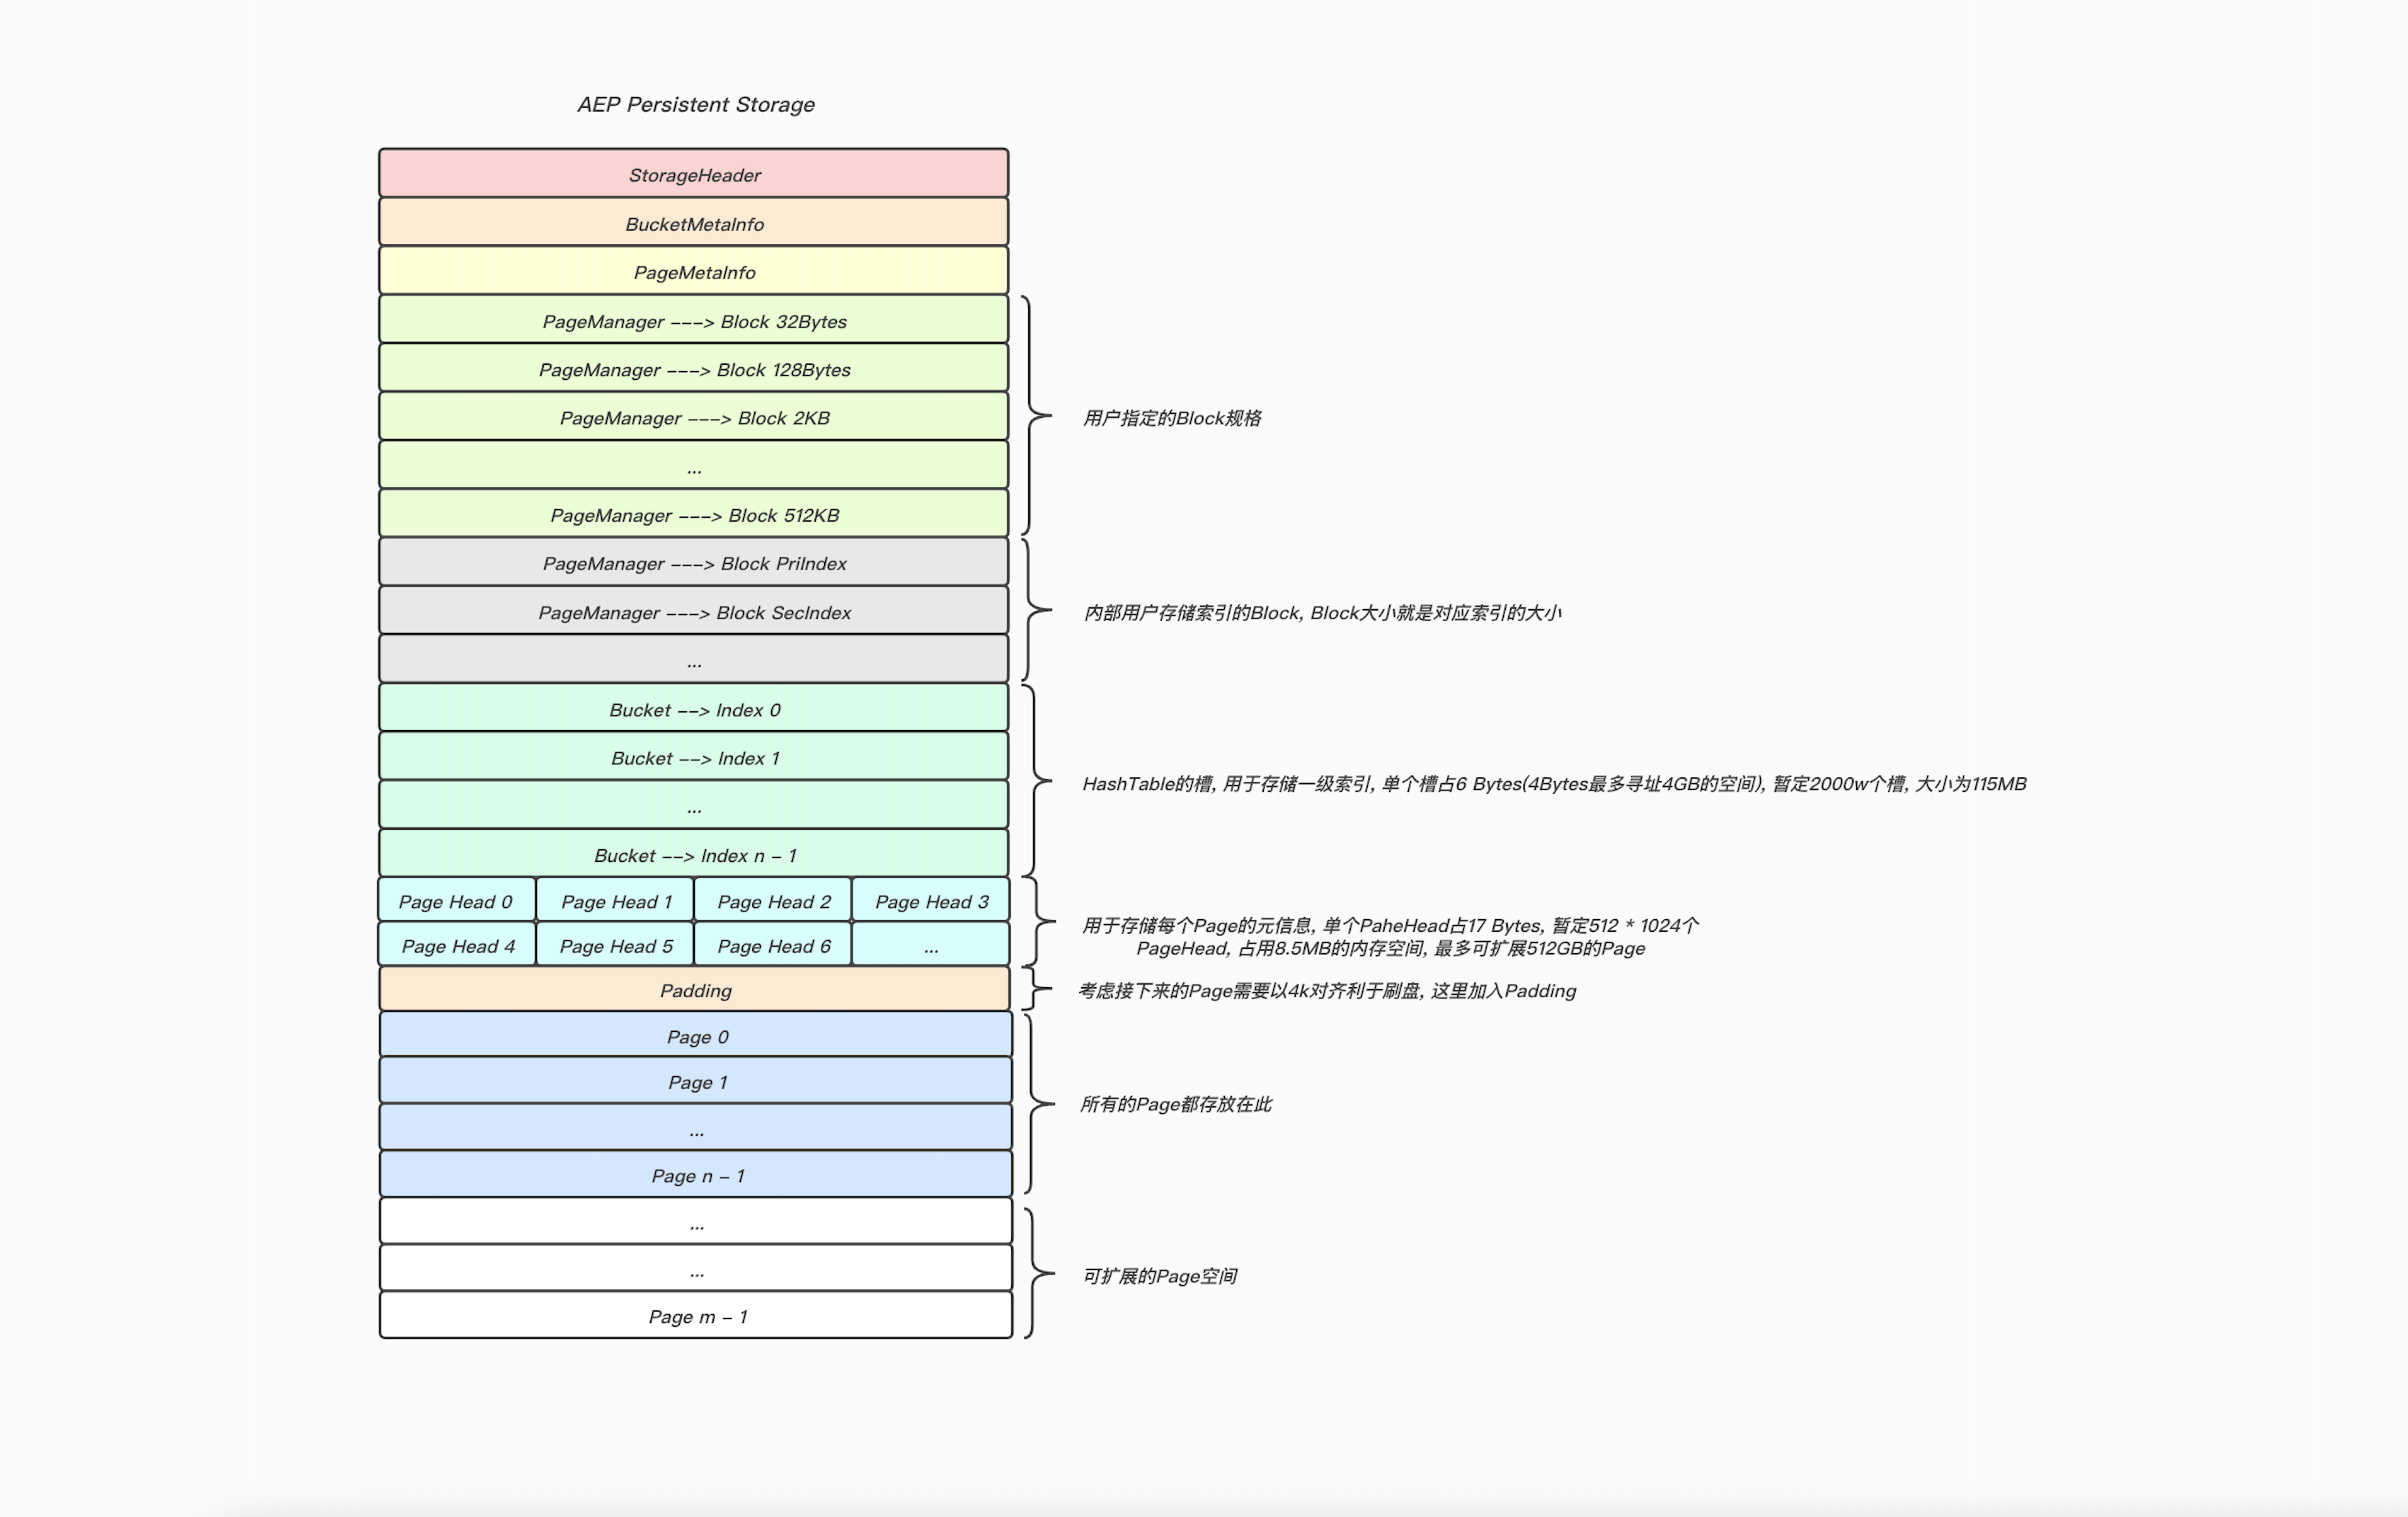 AEP Persistent Storage
StorageHeader
BucketMetaInfo
PageMetaInfo
PageManager ---> Block 32Bytes
PageManager ---> Block 128Bytes
PageManager ---> Block 2KB
...
PageManager ---> Block 512KB
用户指定的Block规格
PageManager ---> Block PriIndex
PageManager ---> Block SecIndex
...
内部用户存储索引的Block, Block大小就是对应索引的大小
Bucket --> Index 0
Bucket --> Index 1
...
Bucket --> Index n - 1
HashTable的槽, 用于存储一级索引, 单个槽占6 Bytes(4Bytes最多寻址4GB的空间), 暂定2000w个槽, 大小为115MB
Page Head 0 Page Head 1 Page Head 2 Page Head 3
Page Head 4 Page Head 5 Page Head 6 ...
用于存储每个Page的元信息, 单个PaheHead占17 Bytes, 暂定512 * 1024个
PageHead, 占用8.5MB的内存空间, 最多可扩展512GB的Page
Padding
考虑接下来的Page需要以4k对齐利于刷盘, 这里加入Padding
Page 0
Page 1
...
Page n - 1
所有的Page都存放在此
...
...
Page m - 1
可扩展的Page空间